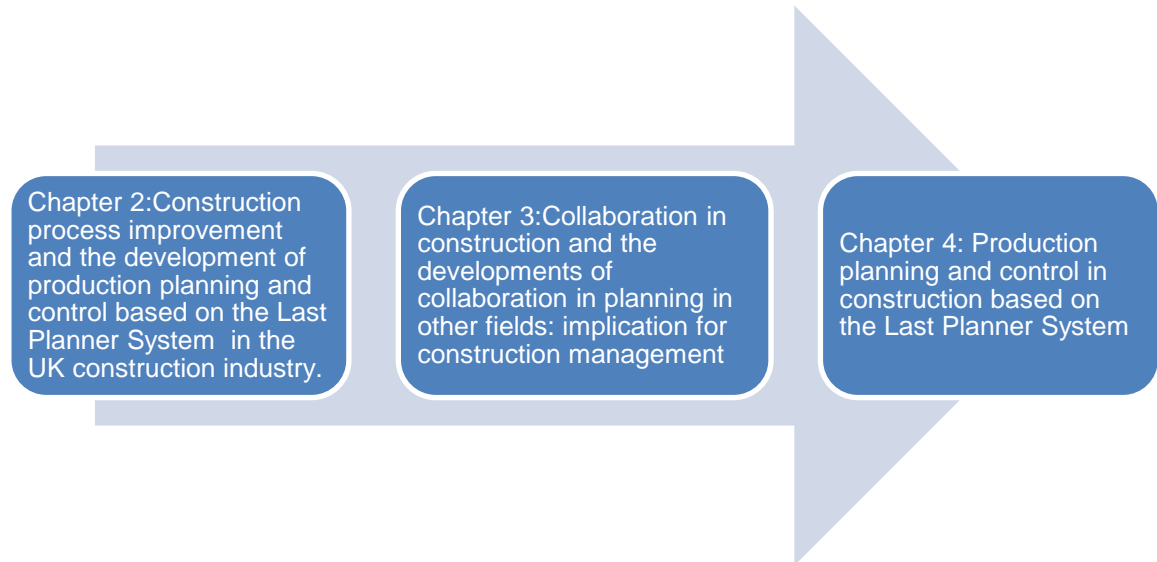 Chapter 2:Construction
process improvement
and the development of
production planning and
control based on the Last
Planner System  in the
UK construction industry.
Chapter 3:Collaboration in
construction and the
developments of
collaboration in planning in
other fields: implication for
construction management
Chapter 4: Production
planning and control in
construction based on
the Last Planner System